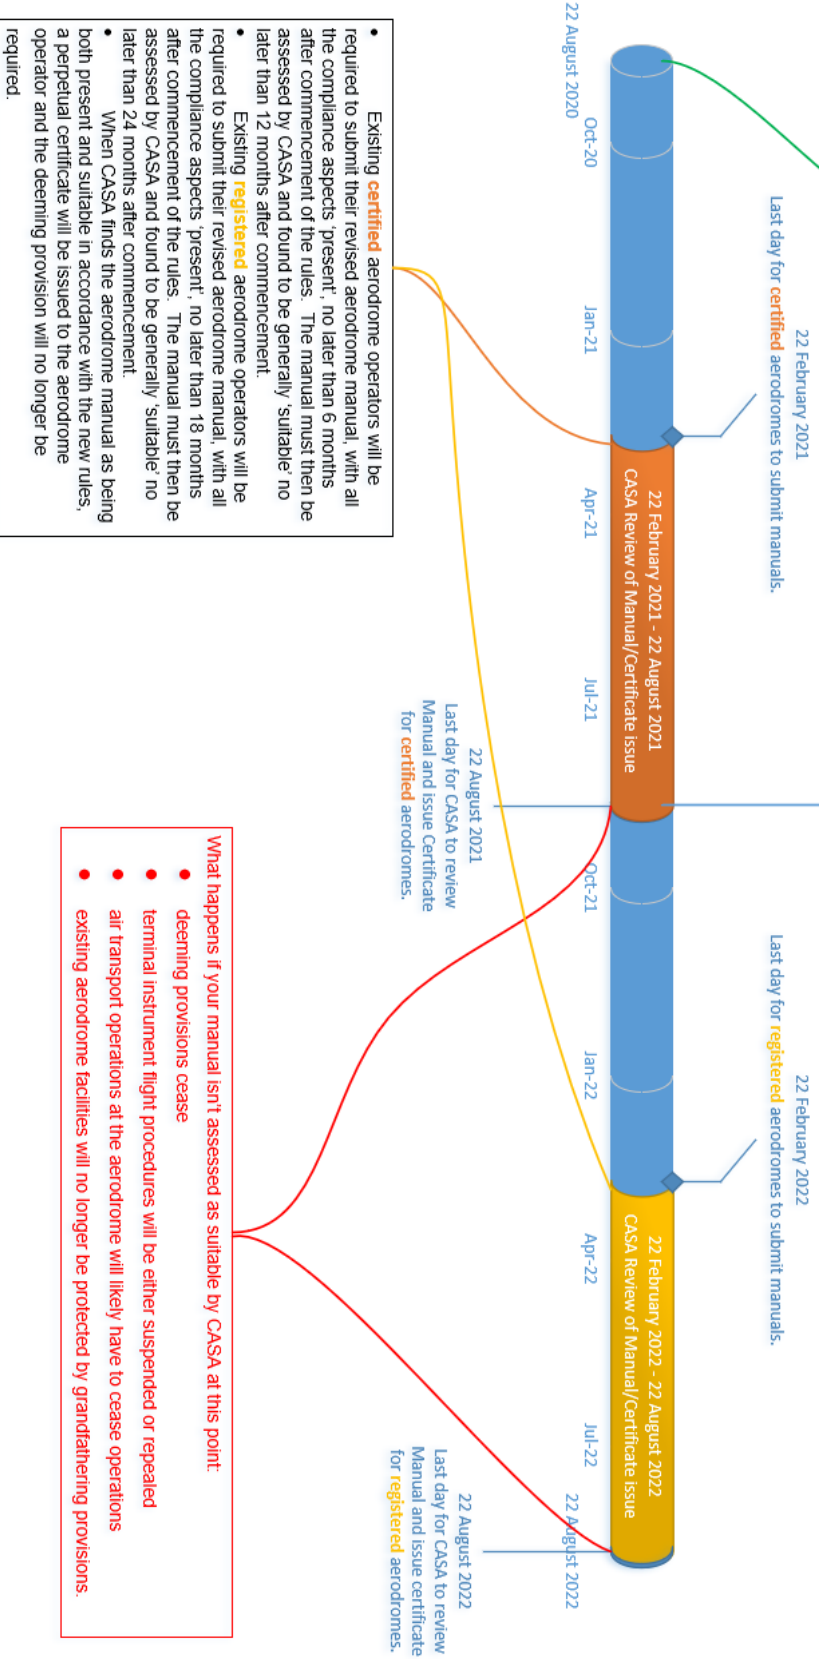 22 February 2021
Last day for certified aerodromes to submit manuals.
22 February 2022
Last day for registered aerodromes to submit manuals.
22 February 2021 - 22 August 2021
CASA Review of Manual/Certificate issue
22 February 2022 - 22 August 2022
CASA Review of Manual/Certificate issue
22 August 2020
Oct-20
Jan-21
Apr-21
Jul-21
Oct-21
Jan-22
Apr-22
Jul-22
22 August 2022
22 August 2021
Last day for CASA to review
Manual and issue Certificate
for certified aerodromes.
22 August 2022
Last day for CASA to review
Manual and issue certificate
for registered aerodromes.
• Existing certified aerodrome operators will be
required to submit their revised aerodrome manual, with all
the compliance aspects ‘present’, no later than 6 months
after commencement of the rules. The manual must then be
assessed by CASA and found to be generally ‘suitable’ no
later than 12 months after commencement.
• Existing registered aerodrome operators will be
required to submit their revised aerodrome manual, with all
the compliance aspects ‘present’, no later than 18 months
after commencement of the rules. The manual must then be
assessed by CASA and found to be generally ‘suitable’ no
later than 24 months after commencement.
• When CASA finds the aerodrome manual as being
both present and suitable in accordance with the new rules,
a perpetual certificate will be issued to the aerodrome
operator and the deeming provision will no longer be
required.
What happens if your manual isn't assessed as suitable by CASA at this point:
• deeming provisions cease
• terminal instrument flight procedures will be either suspended or repealed
• air transport operations at the aerodrome will likely have to cease operations
• existing aerodrome facilities will no longer be protected by grandfathering provisions.